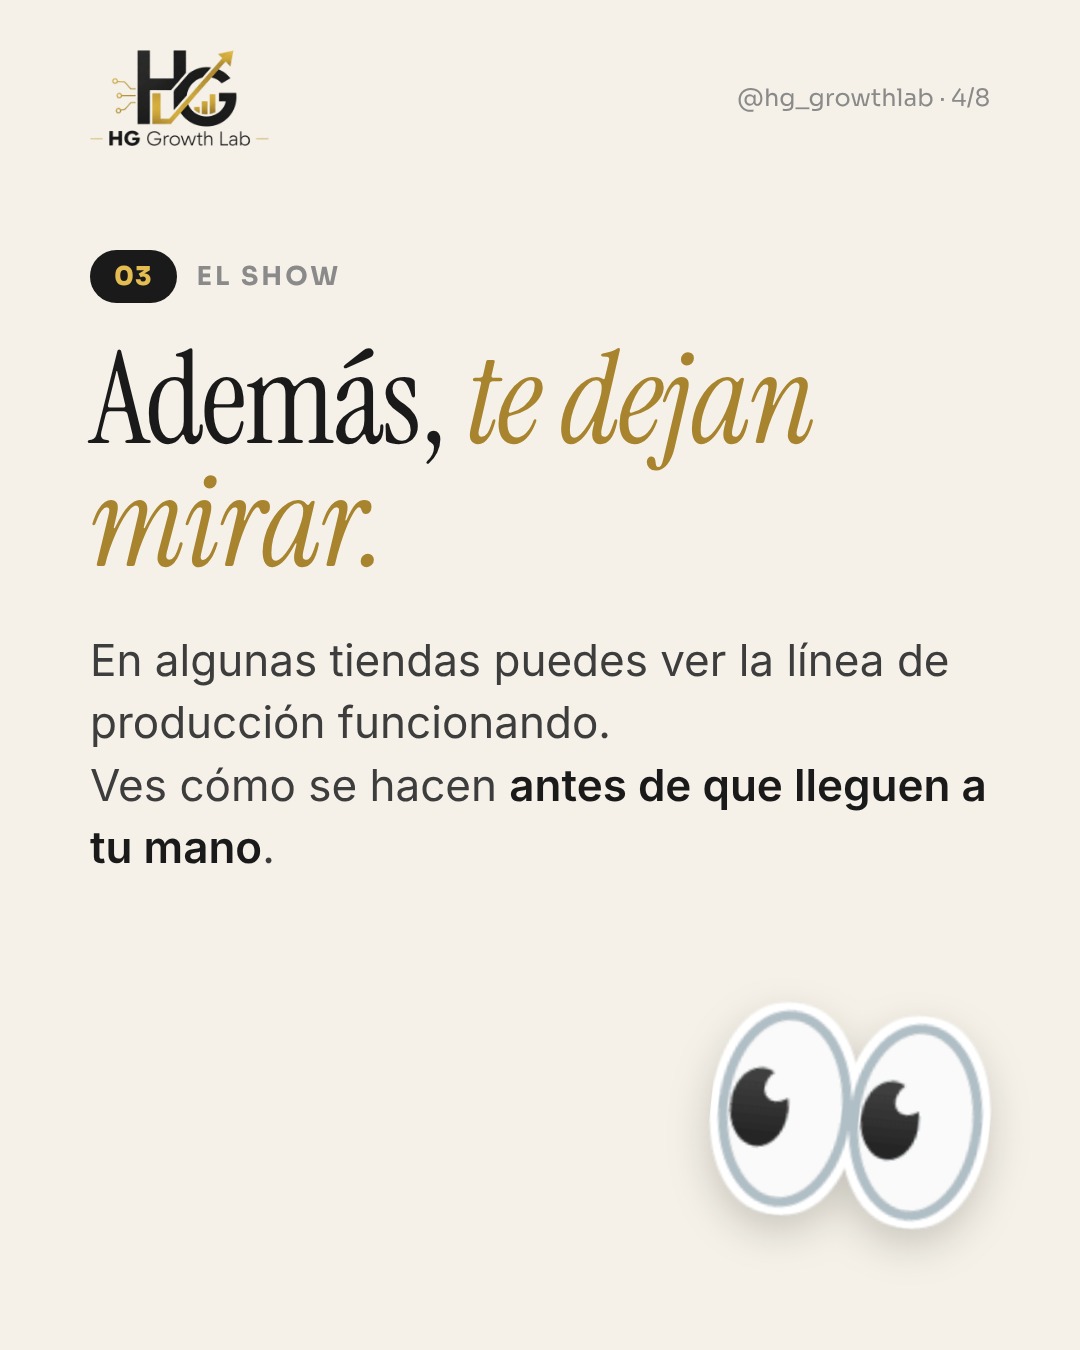 HG
HG Growth Lab
@hg_growthlab · 4/8
03 EL SHOW
Además, te dejan
mirar.
En algunas tiendas puedes ver la línea de
producción funcionando.
Ves cómo se hacen antes de que lleguen a
tu mano.